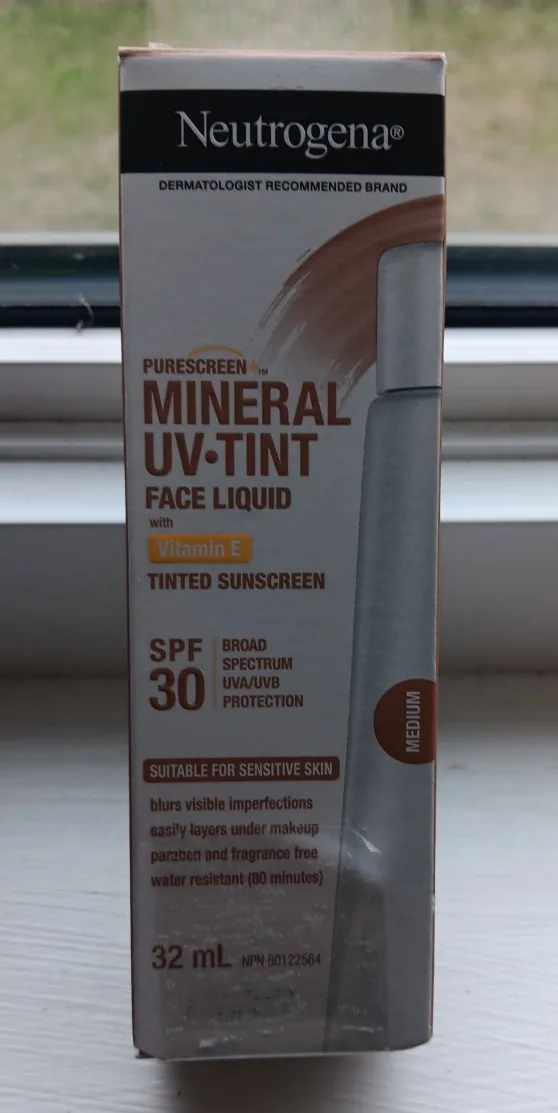 Neutrogena®
DERMATOLOGIST RECOMMENDED BRAND
PURESCREEN+™
MINERAL
UV•TINT
FACE LIQUID
with
Vitamin E
TINTED SUNSCREEN
SPF
30
BROAD
SPECTRUM
UVA/UVB
PROTECTION
MEDIUM
SUITABLE FOR SENSITIVE SKIN
blurs visible imperfections
easily layers under makeup
paraben and fragrance free
water resistant (80 minutes)
32 mL NPN 80122564